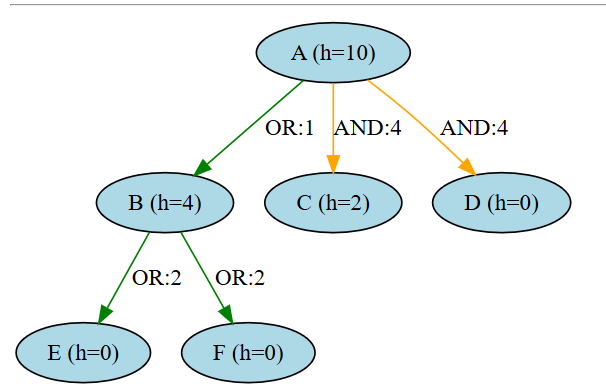 A (h=10)
OR:1
AND:4
AND:4
B (h=4)
C (h=2)
D (h=0)
OR:2
OR:2
E (h=0)
F (h=0)